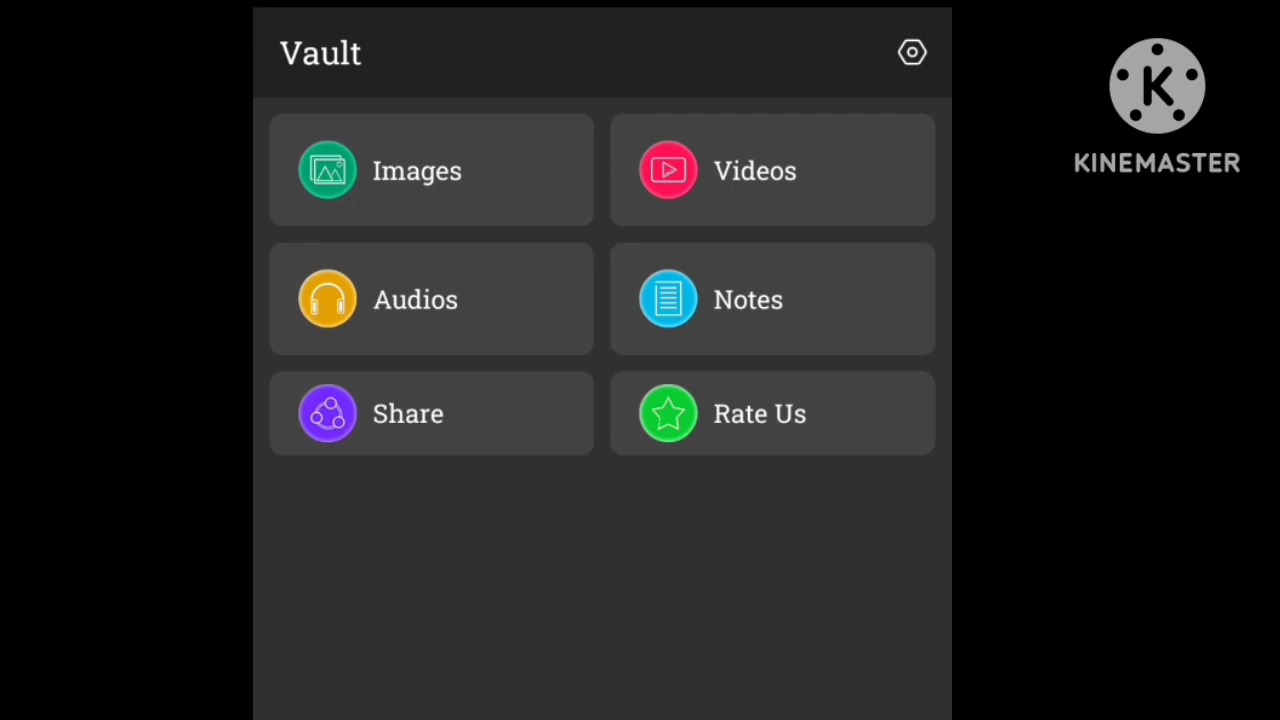 Vault
Images
Videos
Audios
Notes
Share
Rate Us
KINEMASTER